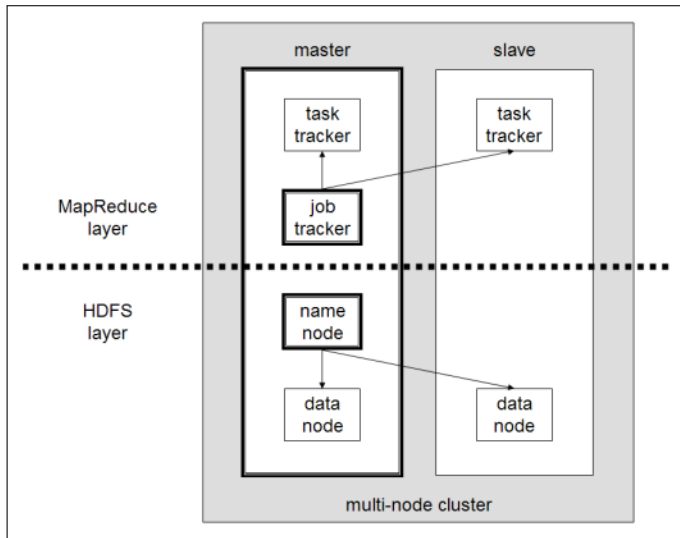 master
slave
task
tracker
task
tracker
MapReduce
layer
job
tracker
HDFS
layer
name
node
data
node
data
node
multi-node cluster